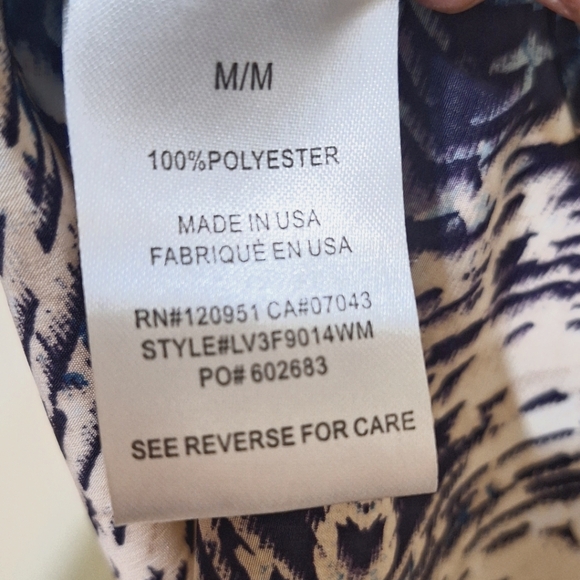 M/M
100%POLYESTER
MADE IN USA
FABRIQUÉ EN USA
RN#120951 CA#07043
STYLE#LV3F9014WM
PO# 602683
SEE REVERSE FOR CARE